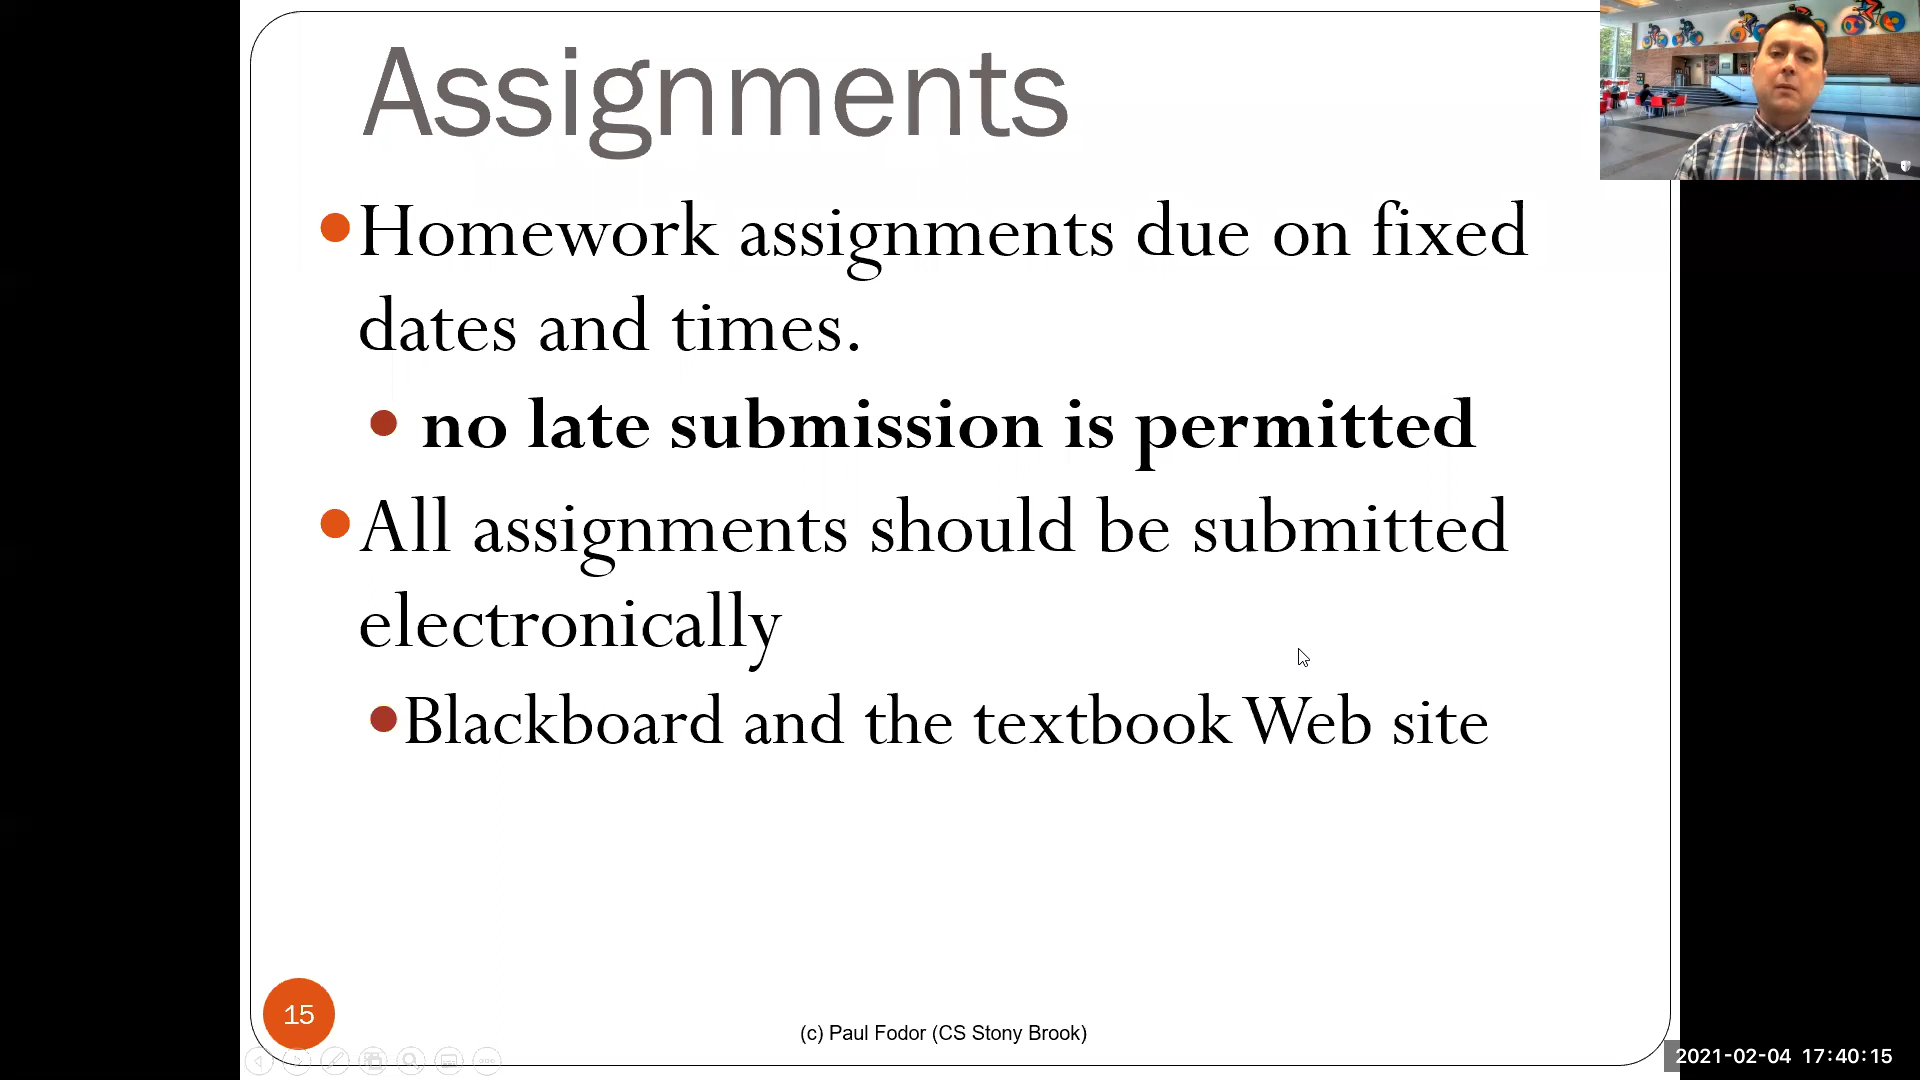 Assignments
Homework assignments due on fixed
dates and times.
no late submission is permitted
All assignments should be submitted
electronically
Blackboard and the textbook Web site
15
(c) Paul Fodor (CS Stony Brook)
2021-02-04 17:40:15